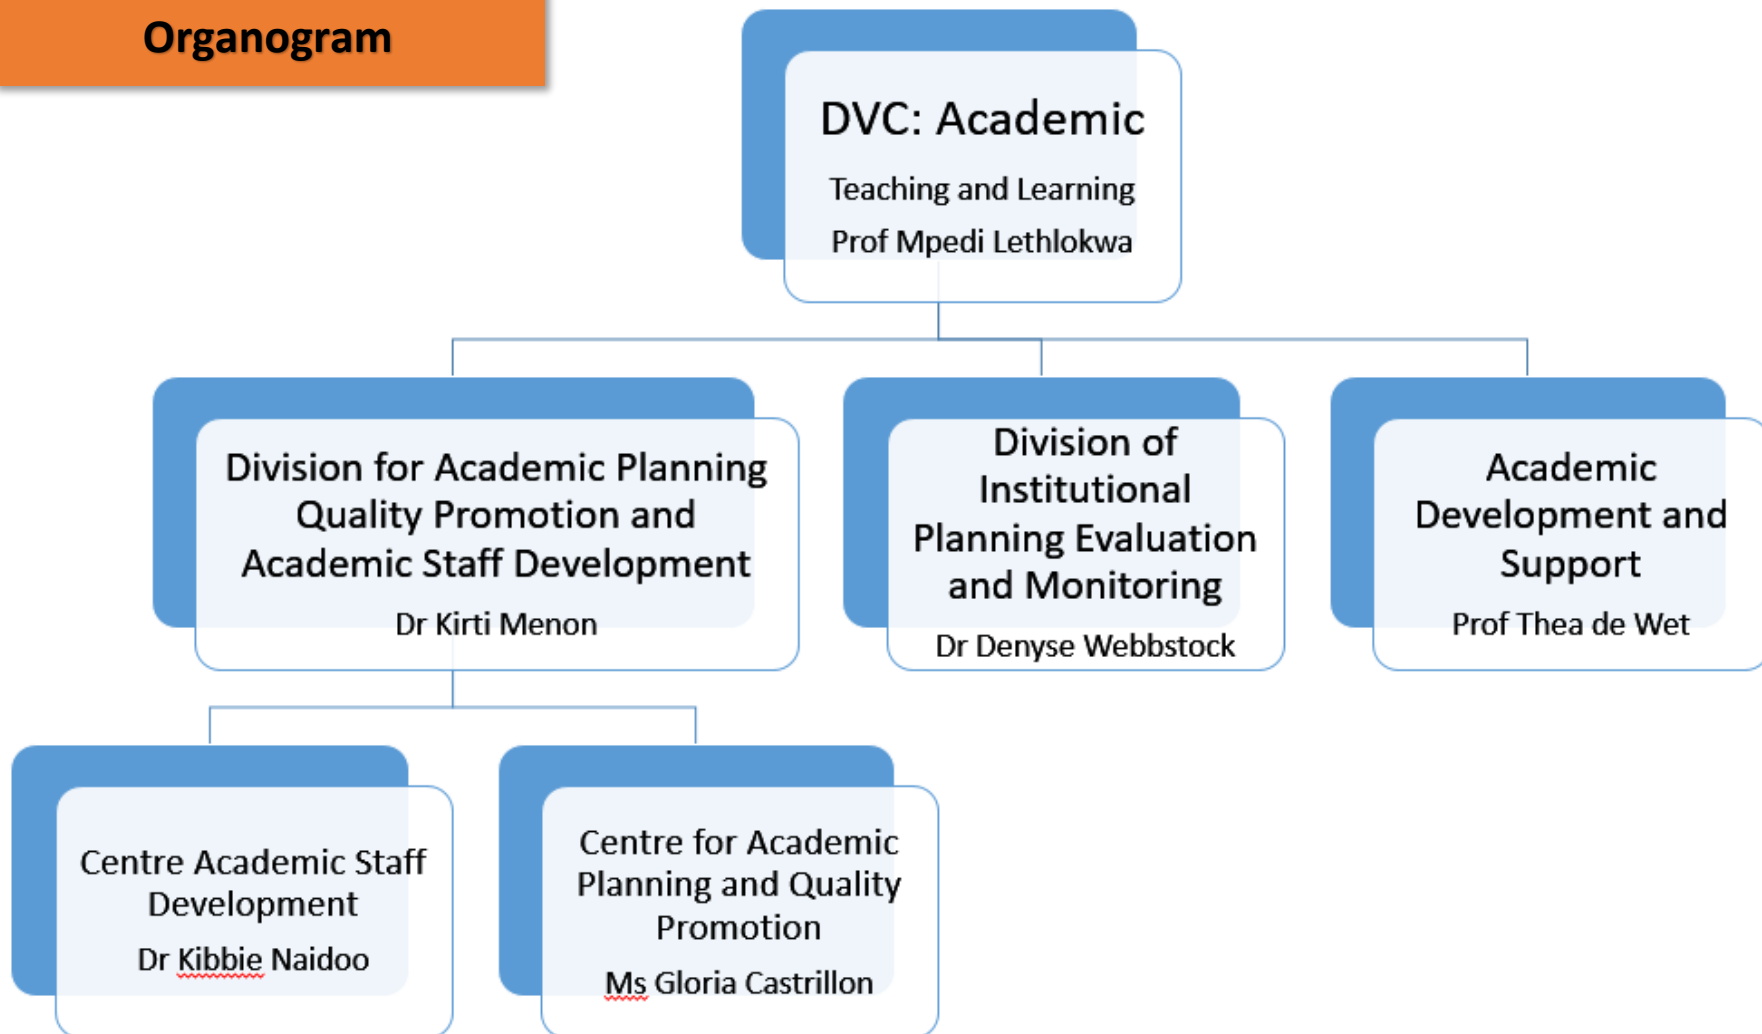 Organogram
DVC: Academic
Teaching and Learning
Prof Mpedi Lethlokwa
Division for Academic Planning
Quality Promotion and
Academic Staff Development
Dr Kirti Menon
Division of
Institutional
Planning Evaluation
and Monitoring
Dr Denyse Webbstock
Academic
Development and
Support
Prof Thea de Wet
Centre Academic Staff
Development
Dr Kibbie Naidoo
Centre for Academic
Planning and Quality
Promotion
Ms Gloria Castrillon